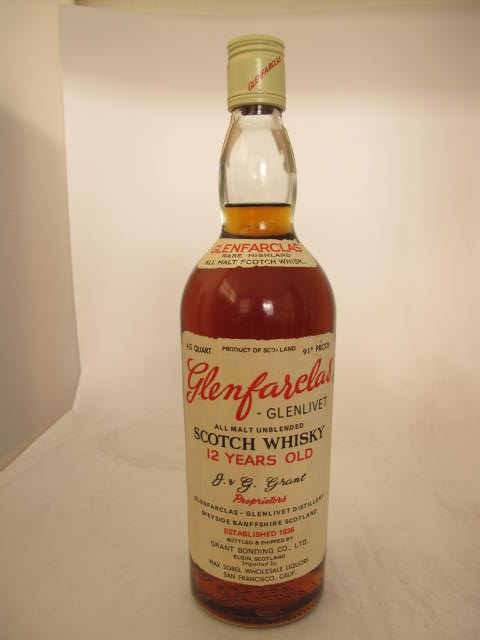 GLENFARCLAS
GLENFARCLAS
RARE HIGHLAND
ALL MALT SCOTCH WHISK
4/5 QUART PRODUCT OF SCOTLAND 91° PROOF
Glenfarclas
- GLENLIVET
ALL MALT UNBLENDED
SCOTCH WHISKY
12 YEARS OLD
J. & G. Grant
Proprietors
GLENFARCLAS - GLENLIVET DISTILLERY
SPEYSIDE BANFFSHIRE SCOTLAND
ESTABLISHED 1836
BOTTLED & SHIPPED BY
GRANT BONDING CO., LTD.
ELGIN, SCOTLAND
Imported by
MAX SOBEL WHOLESALE LIQUORS
SAN FRANCISCO, CALIF.